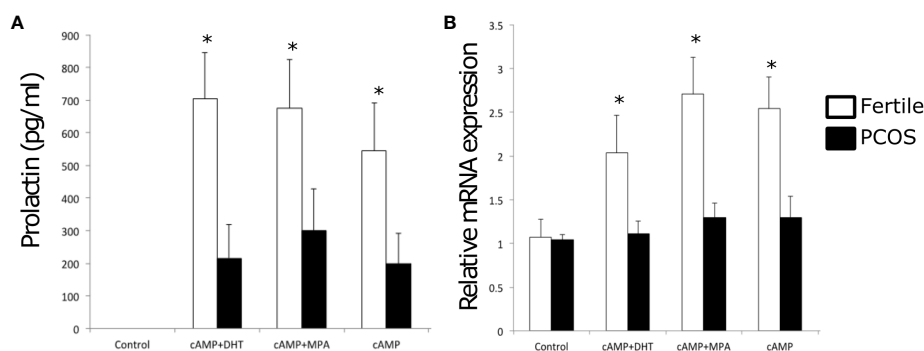 A
Prolactin (pg/ml)
900
800
700
600
500
400
300
200
100
0
*
*
*
Control
cAMP+DHT
cAMP+MPA
cAMP
B
Relative mRNA expression
3.5
3
2.5
2
1.5
1
0.5
0
*
*
*
Control
cAMP+DHT
cAMP+MPA
cAMP
Fertile
PCOS